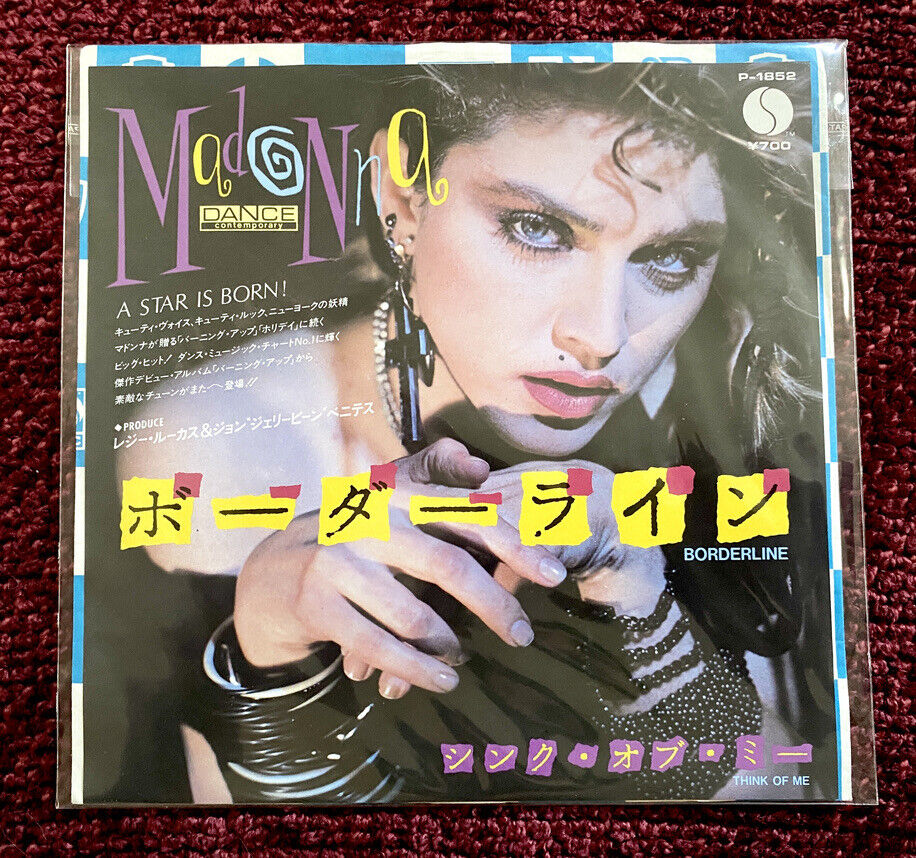 P-1852
TM
¥700
MadoNna
DANCE
contemporary
A STAR IS BORN!
キューティ・ヴォイス、キューティ・ルック、ニューヨークの妖精
マドンナが贈る「バーニング・アップ」「ホリデイ」に続く
ビッグ・ヒット! ダンス・ミュージック・チャートNo.1に輝く
傑作デビュー・アルバム「バーニング・アップ」から
素敵なチューンがまた〜へ登場!!
◆PRODUCE
レジー・ルーカス&ジョン"ジェリービーン"ベニテス
ボーダーライン
BORDERLINE
シンク・オブ・ミー
THINK OF ME